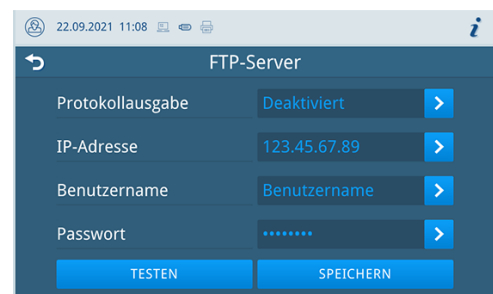 22.09.2021 11:08
i
FTP-Server
Protokollausgabe Deaktiviert
IP-Adresse 123.45.67.89
Benutzername Benutzername
Passwort ••••••••
TESTEN SPEICHERN